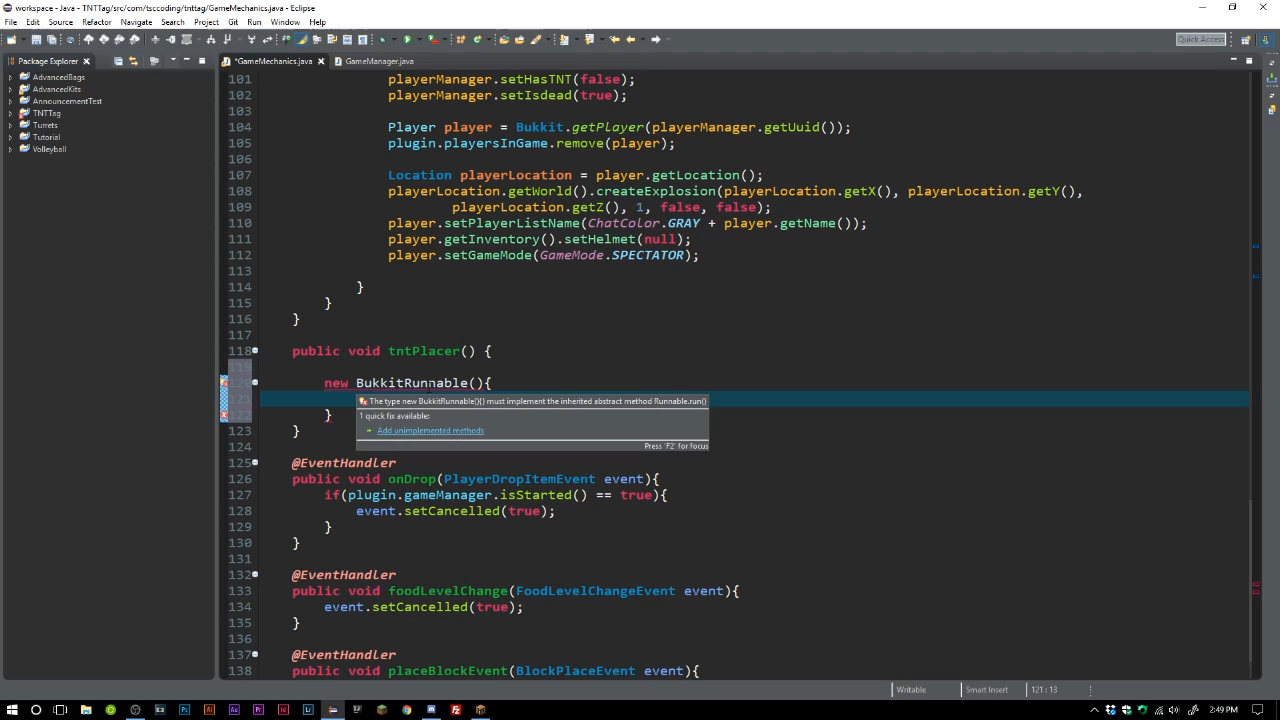 workspace - Java - TNTTag/src/com/tsccoding/tnttag/GameMechanics.java - Eclipse
File Edit Source Refactor Navigate Search Project Git Run Window Help
Quick Access
Package Explorer
*GameMechanics.java
GameManager.java
AdvancedBags
AdvancedKits
AnnouncementTest
TNTTag
Turrets
Tutorial
Volleyball
101 playerManager.setHasTNT(false);
102 playerManager.setIsdead(true);
103
104 Player player = Bukkit.getPlayer(playerManager.getUuid());
105 plugin.playersInGame.remove(player);
106
107 Location playerLocation = player.getLocation();
108 playerLocation.getWorld().createExplosion(playerLocation.getX(), playerLocation.getY(),
109 playerLocation.getZ(), 1, false, false);
110 player.setPlayerListName(ChatColor.GRAY + player.getName());
111 player.getInventory().setHelmet(null);
112 player.setGameMode(GameMode.SPECTATOR);
113
114 }
115 }
116 }
117
118 public void tntPlacer() {
119
120 new BukkitRunnable(){
121
The type new BukkitRunnable(){} must implement the inherited abstract method Runnable.run()
122 }
1 quick fix available:
Add unimplemented methods
Press 'F2' for focus
123 }
124
125 @EventHandler
126 public void onDrop(PlayerDropItemEvent event){
127 if(plugin.gameManager.isStarted() == true){
128 event.setCancelled(true);
129 }
130 }
131
132 @EventHandler
133 public void foodLevelChange(FoodLevelChangeEvent event){
134 event.setCancelled(true);
135 }
136
137 @EventHandler
138 public void placeBlockEvent(BlockPlaceEvent event){
Writable Smart Insert 121 : 13
2:49 PM